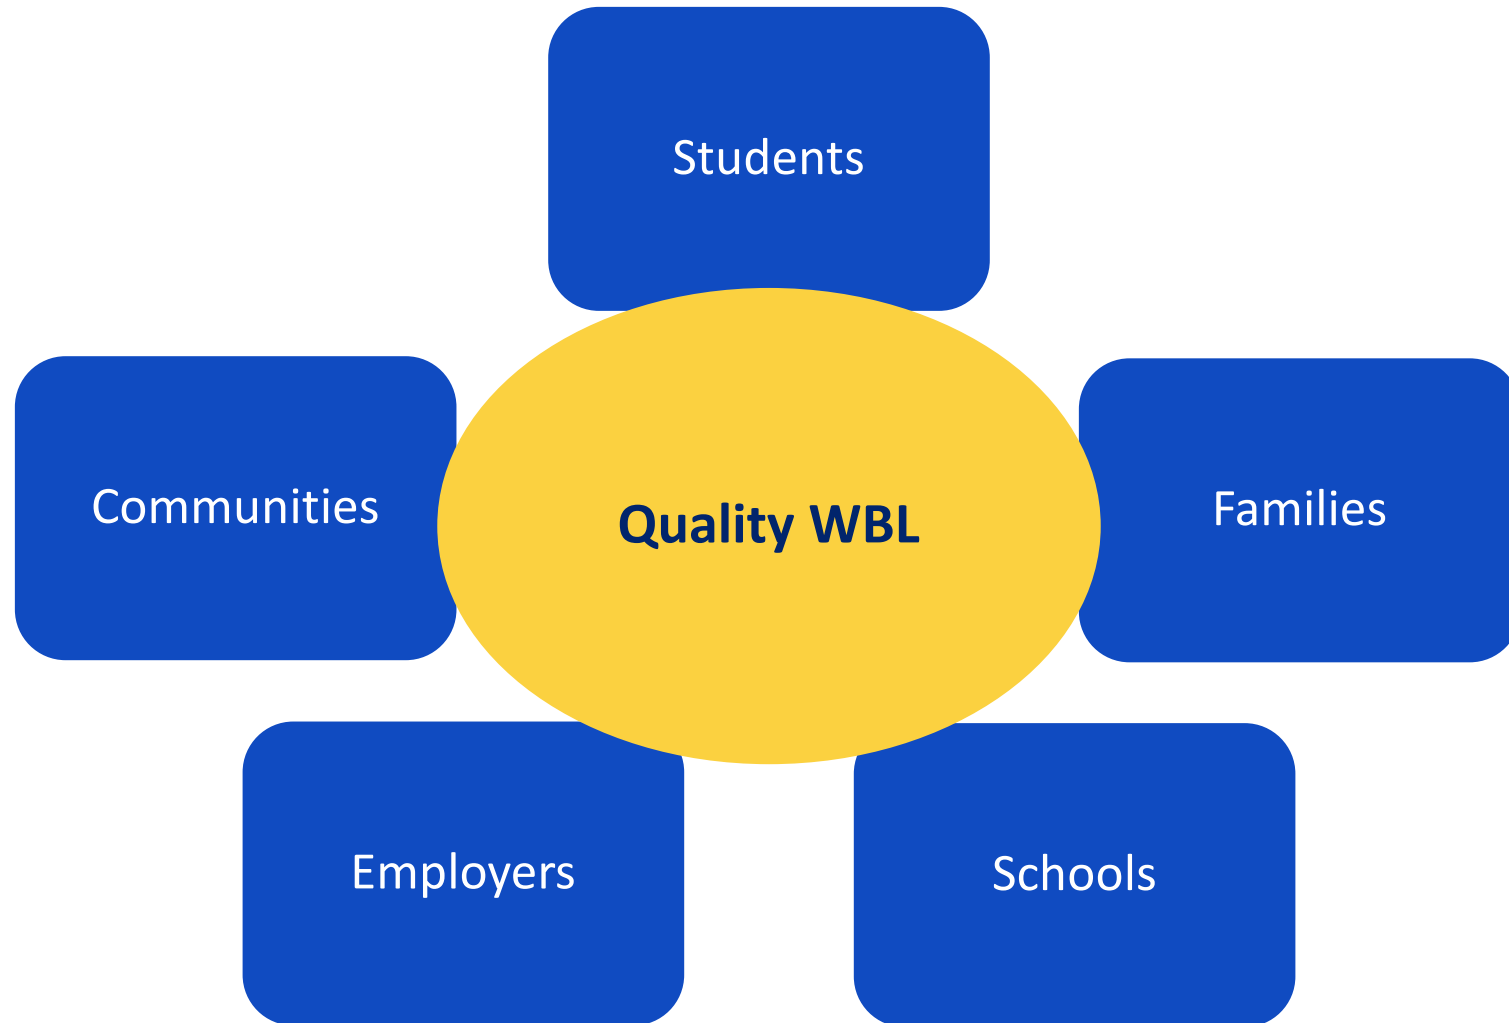 Students
Communities
Quality WBL
Families
Employers
Schools